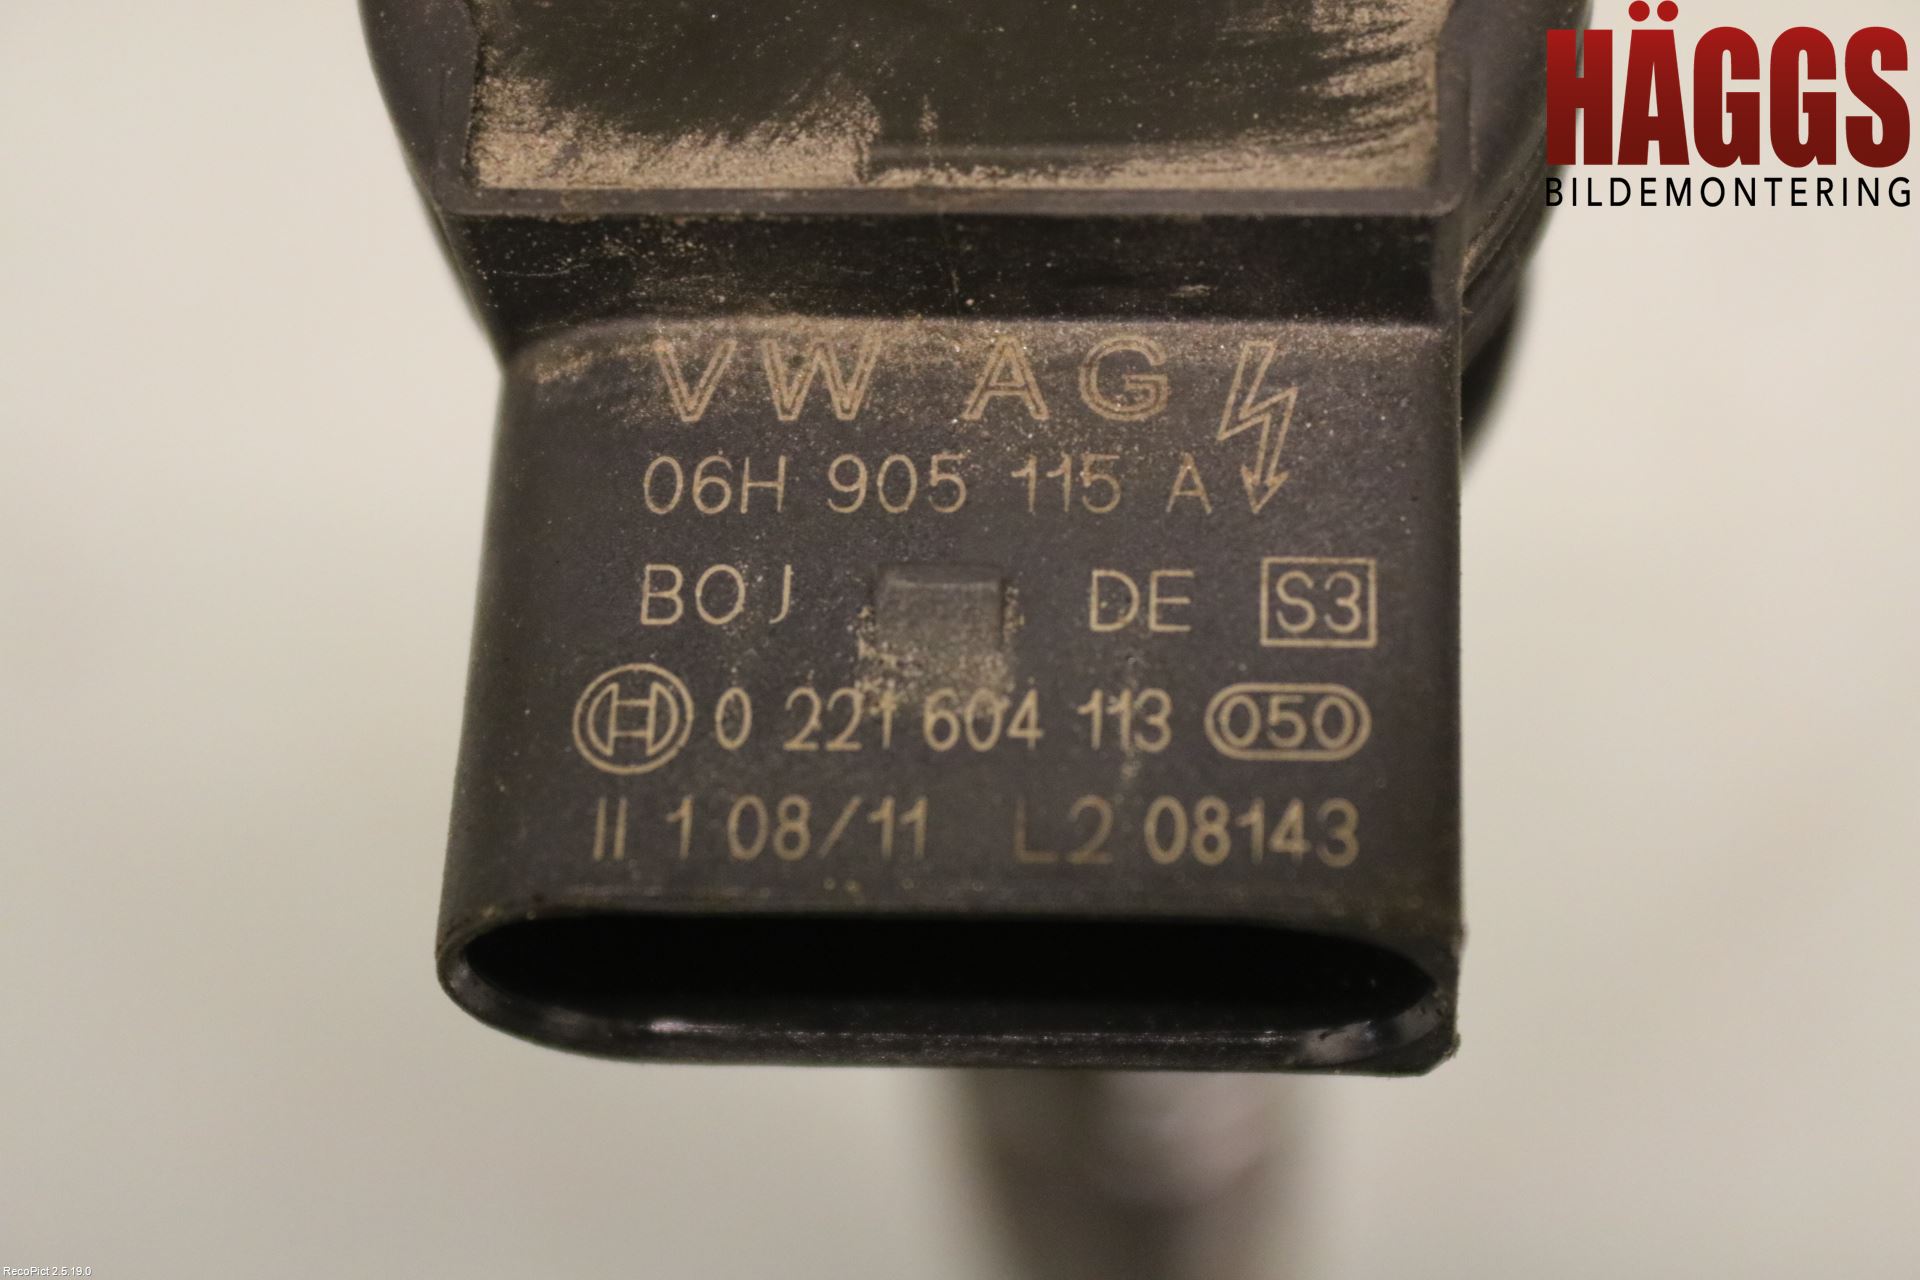 HÄGGS
BILDEMONTERING
VW AG
06H 905 115 A
BOJ DE S3
H 0 221 604 113 050
II 1 08/11 L2 08143
RecoPict 2.5.19.0